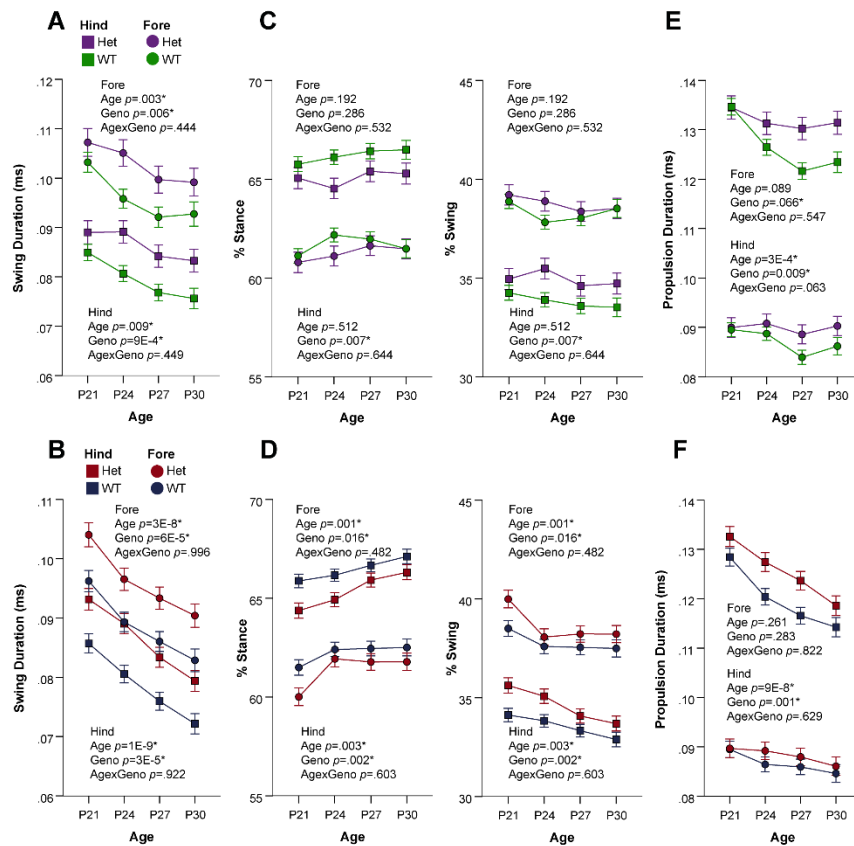 A
Hind Fore
Het Het
WT WT
Swing Duration (ms)
.12
.11
.10
.09
.08
.07
.06
Fore
Age p=.003*
Geno p=.006*
AgexGeno p=.444
Hind
Age p=.009*
Geno p=9E-4*
AgexGeno p=.449
P21 P24 P27 P30
Age
C
% Stance
70
65
60
55
Fore
Age p=.192
Geno p=.286
AgexGeno p=.532
Hind
Age p=.512
Geno p=.007*
AgexGeno p=.644
P21 P24 P27 P30
Age
% Swing
45
40
35
30
Fore
Age p=.192
Geno p=.286
AgexGeno p=.532
Hind
Age p=.512
Geno p=.007*
AgexGeno p=.644
P21 P24 P27 P30
Age
E
Propulsion Duration (ms)
.14
.13
.12
.11
.10
.09
.08
Fore
Age p=.089
Geno p=.066*
AgexGeno p=.547
Hind
Age p=3E-4*
Geno p=0.009*
AgexGeno p=.063
P21 P24 P27 P30
Age
B
Hind Fore
Het Het
WT WT
Swing Duration (ms)
.11
.10
.09
.08
.07
.06
Fore
Age p=3E-8*
Geno p=6E-5*
AgexGeno p=.996
Hind
Age p=1E-9*
Geno p=3E-5*
AgexGeno p=.922
P21 P24 P27 P30
Age
D
% Stance
70
65
60
55
Fore
Age p=.001*
Geno p=.016*
AgexGeno p=.482
Hind
Age p=.003*
Geno p=.002*
AgexGeno p=.603
P21 P24 P27 P30
Age
% Swing
45
40
35
30
Fore
Age p=.001*
Geno p=.016*
AgexGeno p=.482
Hind
Age p=.003*
Geno p=.002*
AgexGeno p=.603
P21 P24 P27 P30
Age
F
Propulsion Duration (ms)
.14
.13
.12
.11
.10
.09
.08
Fore
Age p=.261
Geno p=.283
AgexGeno p=.822
Hind
Age p=9E-8*
Geno p=.001*
AgexGeno p=.629
P21 P24 P27 P30
Age